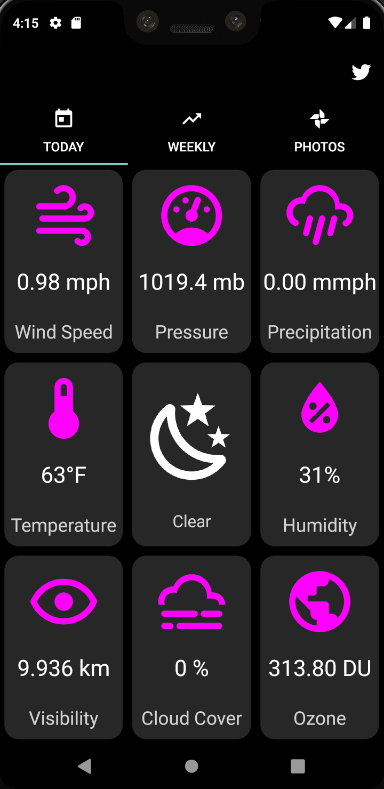 4:15
TODAY WEEKLY PHOTOS
0.98 mph 1019.4 mb 0.00 mmph
Wind Speed Pressure Precipitation
63°F 31%
Temperature Clear Humidity
9.936 km 0 % 313.80 DU
Visibility Cloud Cover Ozone